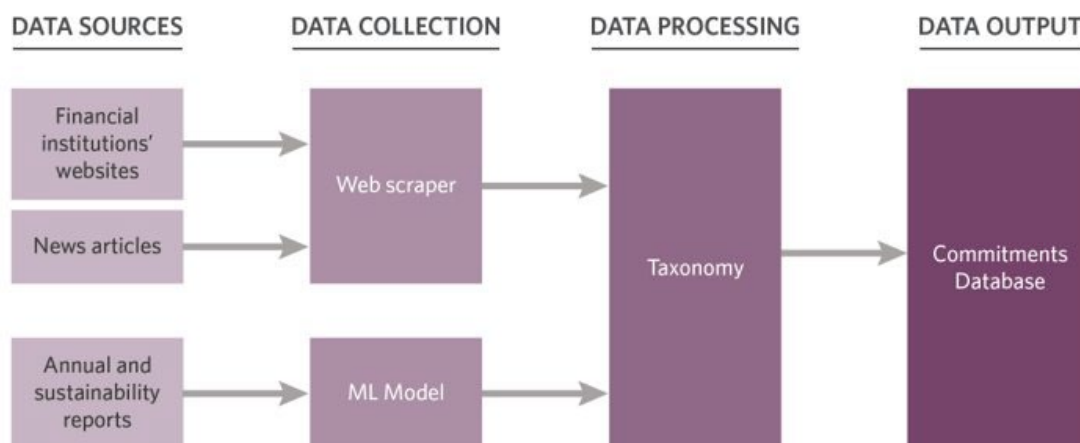 DATA SOURCES
DATA COLLECTION
DATA PROCESSING
DATA OUTPUT
Financial
institutions'
websites
News articles
Annual and
sustainability
reports
Web scraper
ML Model
Taxonomy
Commitments
Database